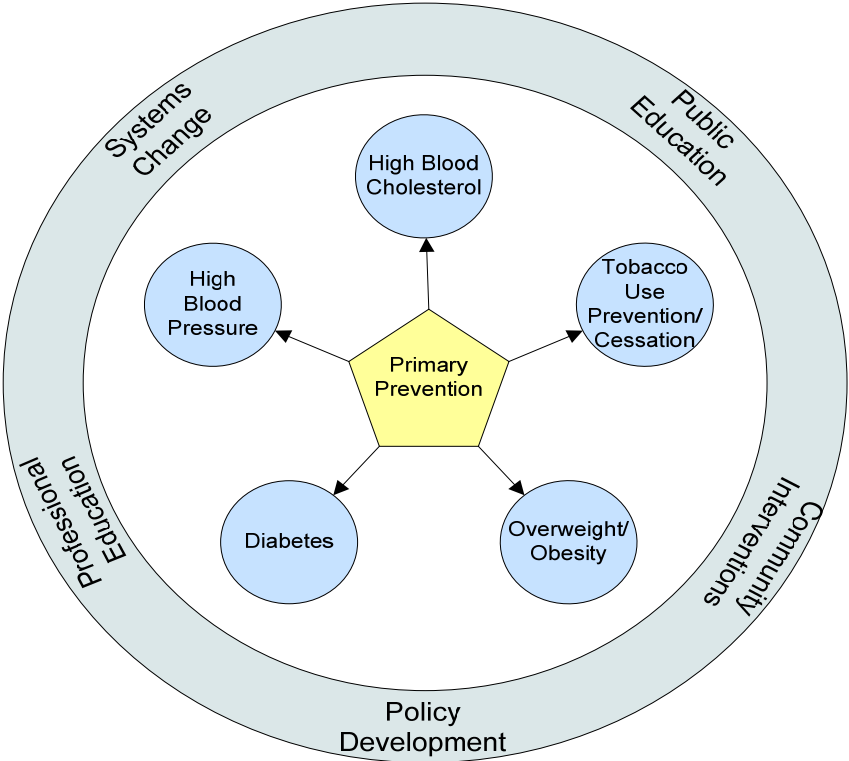 Systems
Change
Public
Education
High Blood
Cholesterol
High
Blood
Pressure
Tobacco
Use
Prevention/
Cessation
Primary
Prevention
Professional
Education
Diabetes
Overweight/
Obesity
Community
Interventions
Policy
Development